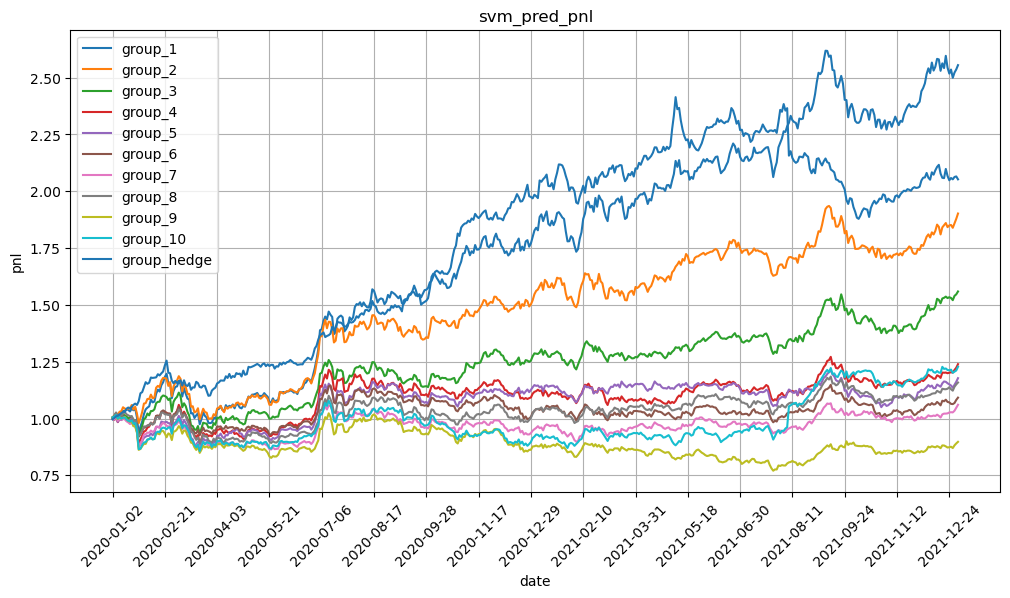 svm_pred_pnl
group_1
group_2
group_3
group_4
group_5
group_6
group_7
group_8
group_9
group_10
group_hedge
pnl
2.50
2.25
2.00
1.75
1.50
1.25
1.00
0.75
2020-01-02
2020-02-21
2020-04-03
2020-05-21
2020-07-06
2020-08-17
2020-09-28
2020-11-17
2020-12-29
2021-02-10
2021-03-31
2021-05-18
2021-06-30
2021-08-11
2021-09-24
2021-11-12
2021-12-24
date